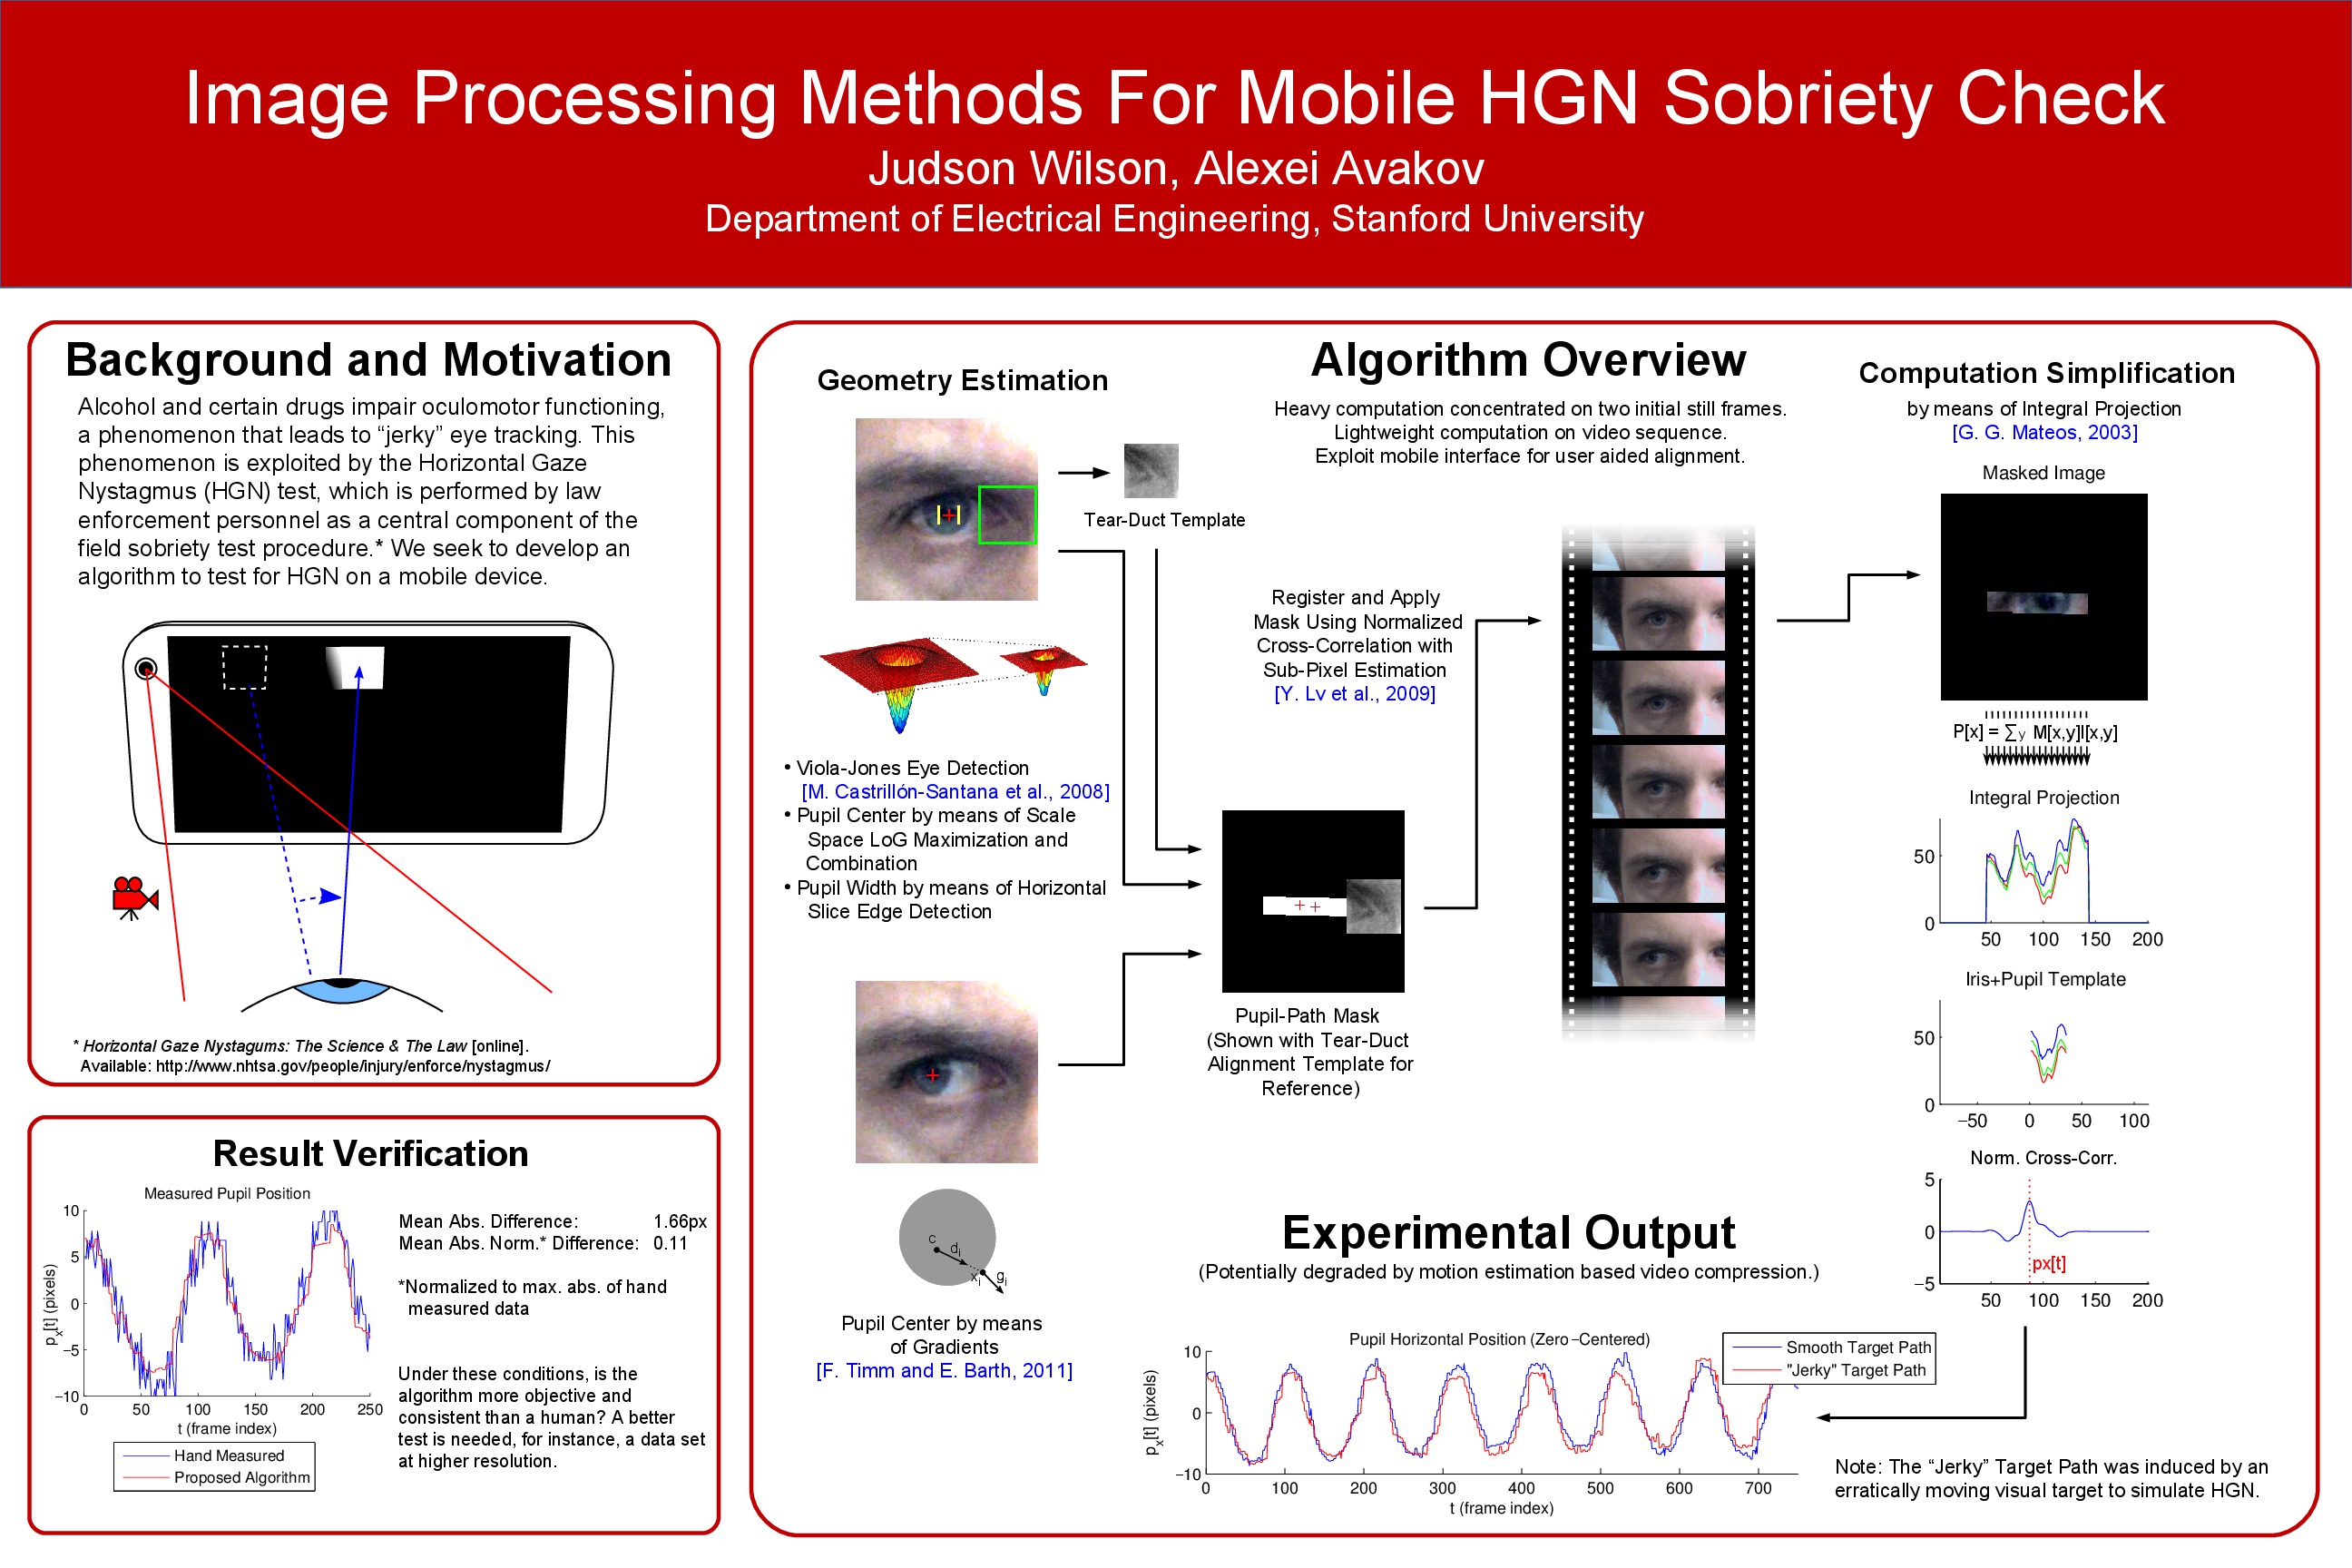 Image Processing Methods For Mobile HGN Sobriety Check
Judson Wilson, Alexei Avakov
Department of Electrical Engineering, Stanford University
Background and Motivation
Alcohol and certain drugs impair oculomotor functioning,
a phenomenon that leads to “jerky” eye tracking. This
phenomenon is exploited by the Horizontal Gaze
Nystagmus (HGN) test, which is performed by law
enforcement personnel as a central component of the
field sobriety test procedure.* We seek to develop an
algorithm to test for HGN on a mobile device.
* Horizontal Gaze Nystagums: The Science & The Law [online].
Available: http://www.nhtsa.gov/people/injury/enforce/nystagmus/
Result Verification
Measured Pupil Position
10
5
0
−5
−10
px[t] (pixels)
0 50 100 150 200 250
t (frame index)
Hand Measured
Proposed Algorithm
Mean Abs. Difference: 1.66px
Mean Abs. Norm.* Difference: 0.11
*Normalized to max. abs. of hand
measured data
Under these conditions, is the
algorithm more objective and
consistent than a human? A better
test is needed, for instance, a data set
at higher resolution.
Algorithm Overview
Heavy computation concentrated on two initial still frames.
Lightweight computation on video sequence.
Exploit mobile interface for user aided alignment.
Geometry Estimation
Tear-Duct Template
• Viola-Jones Eye Detection
[M. Castrillón-Santana et al., 2008]
• Pupil Center by means of Scale
Space LoG Maximization and
Combination
• Pupil Width by means of Horizontal
Slice Edge Detection
c
di
xi
gi
Pupil Center by means
of Gradients
[F. Timm and E. Barth, 2011]
Pupil-Path Mask
(Shown with Tear-Duct
Alignment Template for
Reference)
Register and Apply
Mask Using Normalized
Cross-Correlation with
Sub-Pixel Estimation
[Y. Lv et al., 2009]
Computation Simplification
by means of Integral Projection
[G. G. Mateos, 2003]
Masked Image
P[x] = ∑y M[x,y]I[x,y]
Integral Projection
50
0
50 100 150 200
Iris+Pupil Template
50
0
−50 0 50 100
Norm. Cross-Corr.
5
0
−5
px[t]
50 100 150 200
Experimental Output
(Potentially degraded by motion estimation based video compression.)
Pupil Horizontal Position (Zero−Centered)
Smooth Target Path
"Jerky" Target Path
10
0
−10
px[t] (pixels)
0 100 200 300 400 500 600 700
t (frame index)
Note: The “Jerky” Target Path was induced by an
erratically moving visual target to simulate HGN.